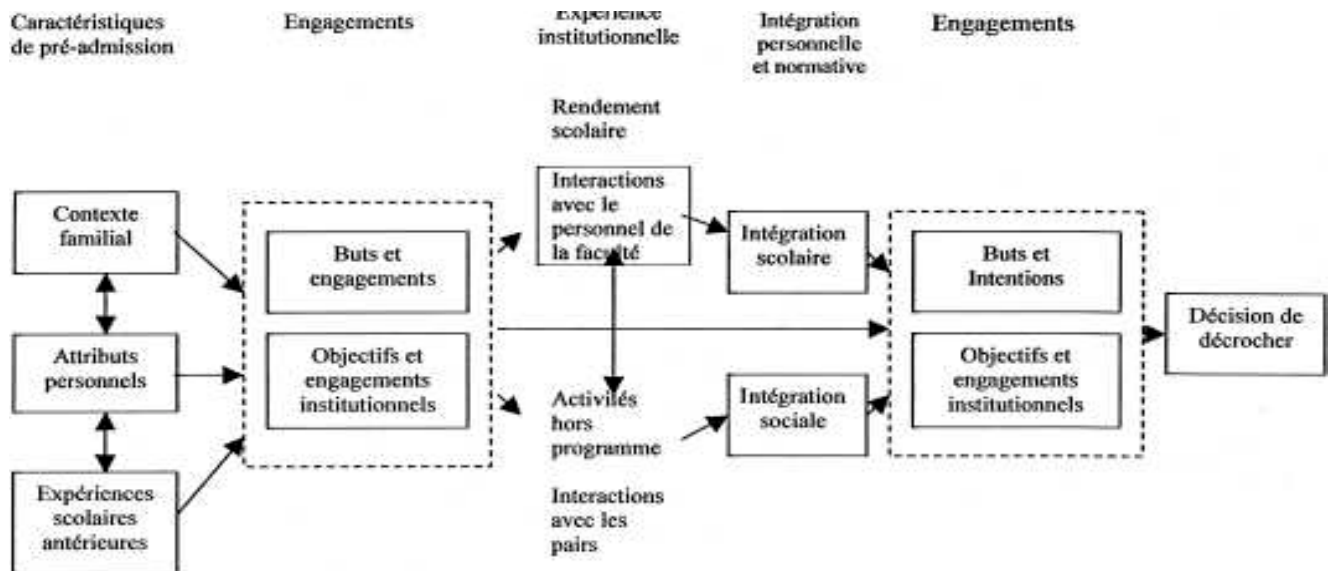 Caractéristiques
de pré-admission
Engagements
Expérience
institutionnelle
Intégration
personnelle
et normative
Engagements
Rendement
scolaire
Contexte
familial
Attributs
personnels
Expériences
scolaires
antérieures
Buts et
engagements
Objectifs et
engagements
institutionnels
Interactions
avec le
personnel de
la faculté
Activilés
hors
programme
Interactions
avec les
pairs
Intégration
scolaire
Intégration
sociale
Buts et
Intentions
Objectifs et
engagements
institutionnels
Décision de
décrocher